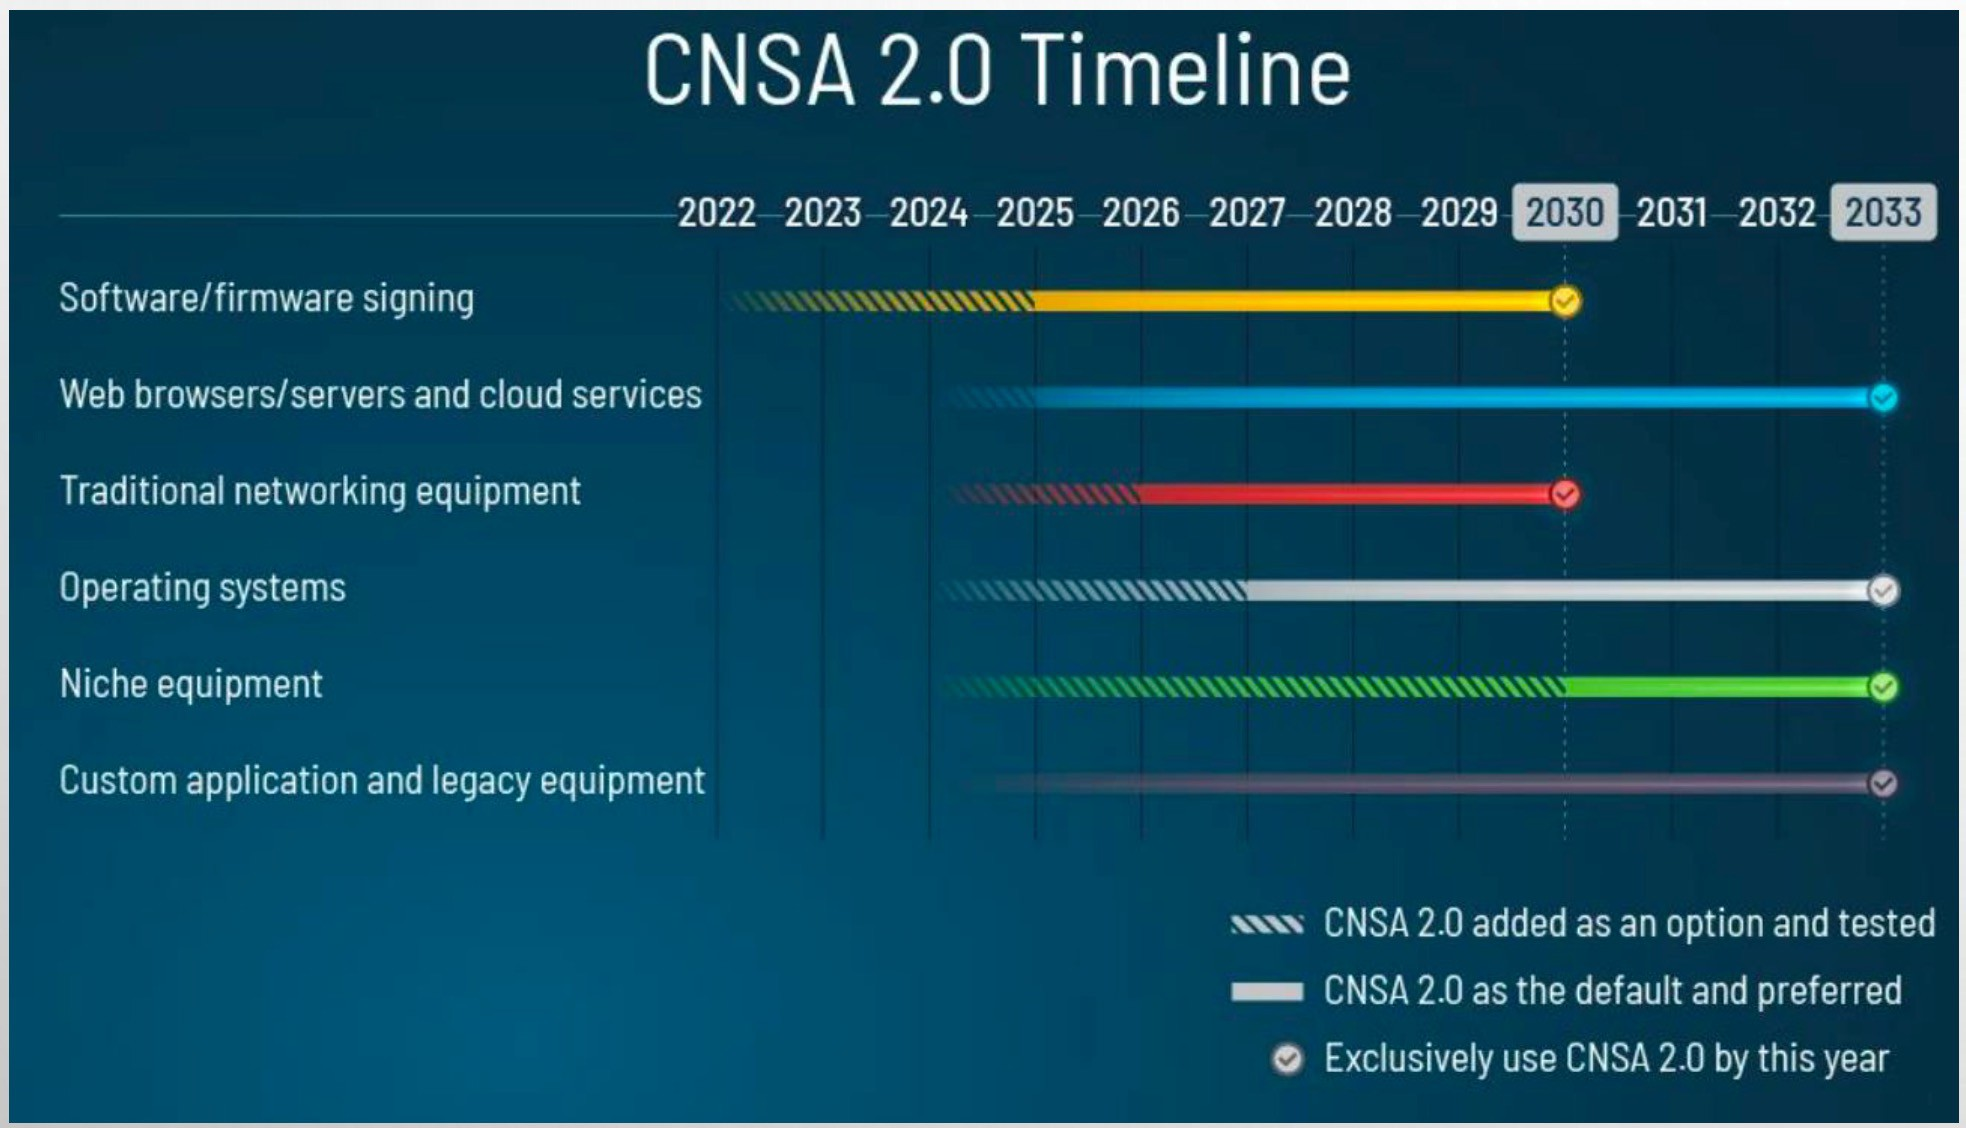 CNSA 2.0 Timeline
2022 2023 2024 2025 2026 2027 2028 2029 2030 2031 2032 2033
Software/firmware signing
Web browsers/servers and cloud services
Traditional networking equipment
Operating systems
Niche equipment
Custom application and legacy equipment
CNSA 2.0 added as an option and tested
CNSA 2.0 as the default and preferred
Exclusively use CNSA 2.0 by this year